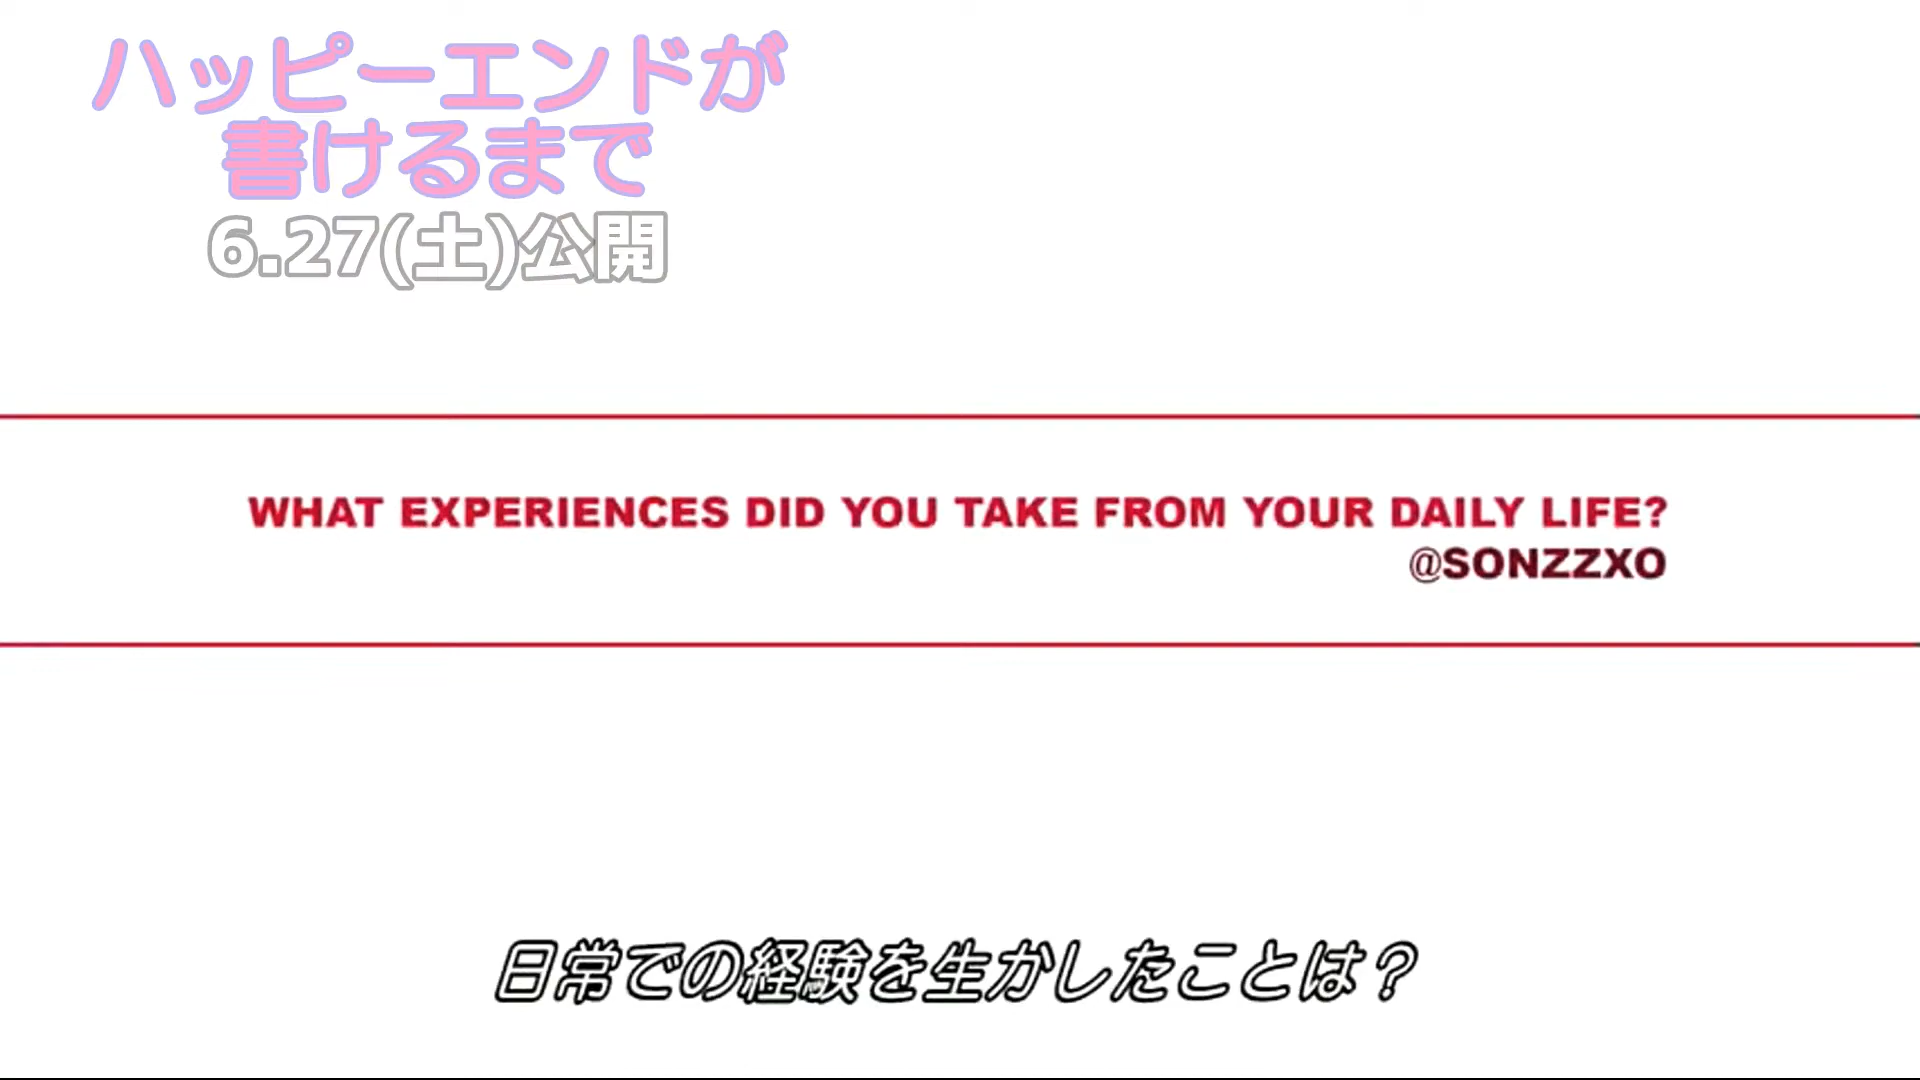 ハッピーエンドが
書けるまで
6.27(土)公開
WHAT EXPERIENCES DID YOU TAKE FROM YOUR DAILY LIFE?
@SONZZXO
日常での経験を生かしたことは？